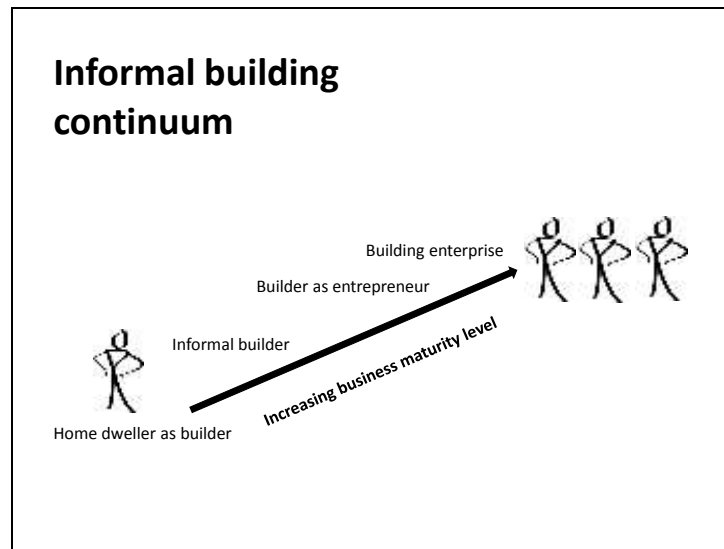 Informal building
continuum
Building enterprise
Builder as entrepreneur
Informal builder
Increasing business maturity level
Home dweller as builder